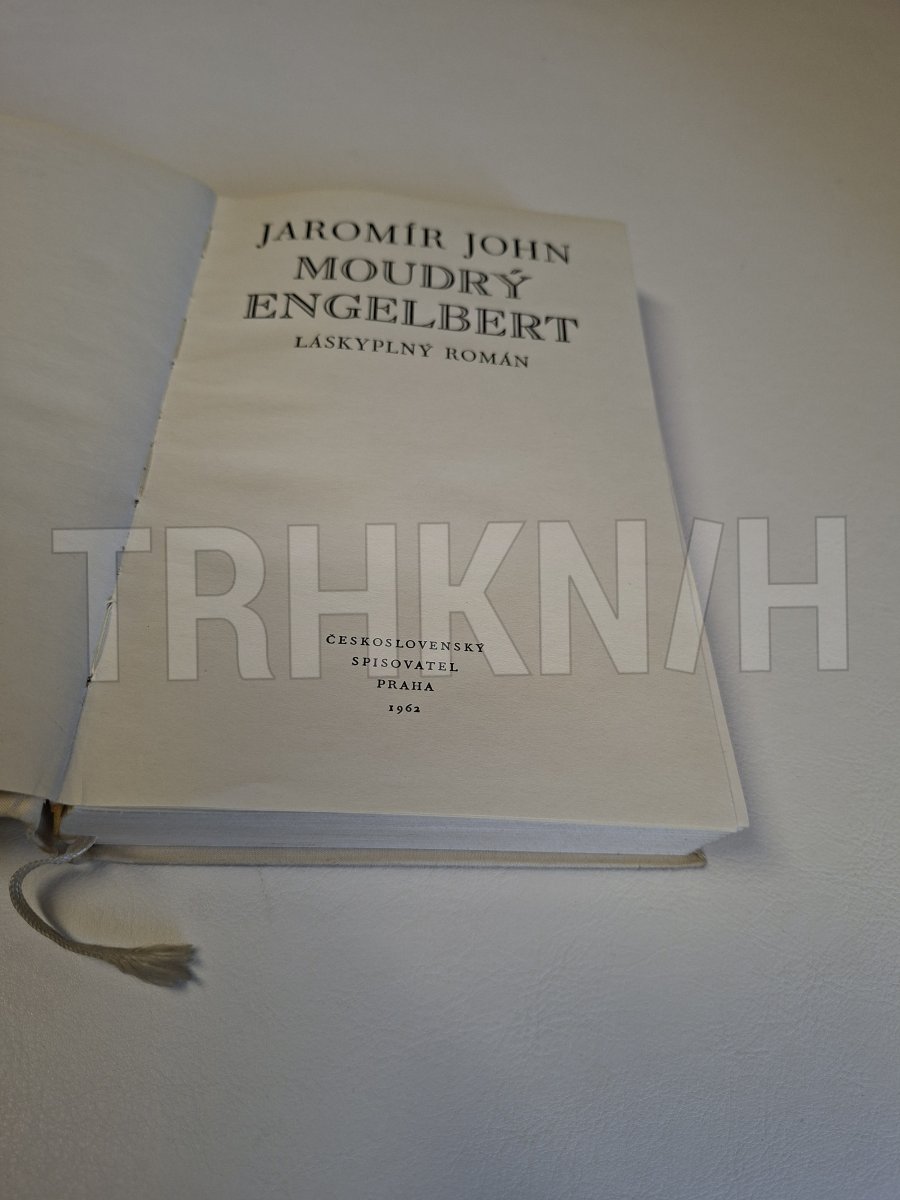 JAROMÍR JOHN
MOUDRÝ
ENGELBERT
LÁSKYPLNÝ ROMÁN
TRHKNIH
ČESKOSLOVENSKÝ
SPISOVATEL
PRAHA
1962